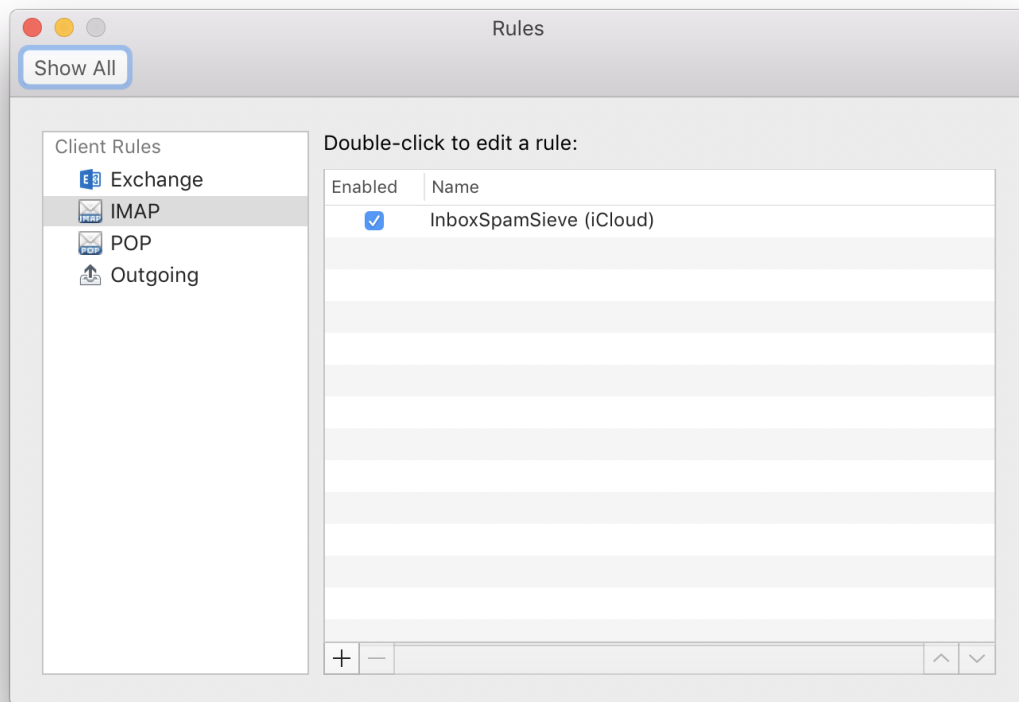 Rules
Show All
Client Rules
Exchange
IMAP
POP
Outgoing
Double-click to edit a rule:
Enabled Name
InboxSpamSieve (iCloud)